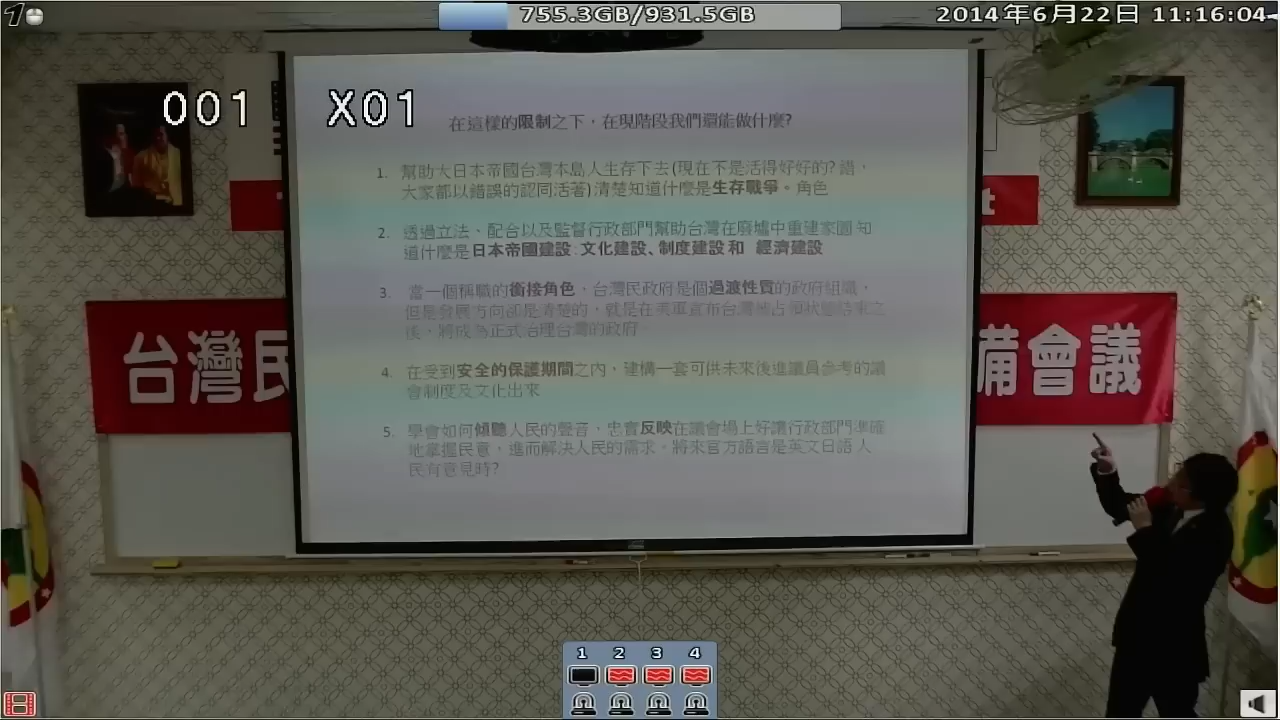 755.3GB/931.5GB
2014年6月22日 11:16:04
001 X01
在這樣的限制之下，在現階段我們還能做什麼?
1. 幫助大日本帝國台灣本島人生存下去(現在不是活得好好的? 錯，
大家都以錯誤的認同活著) 清楚知道什麼是生存戰爭。角色
2. 透過立法、配合以及監督行政部門幫助台灣在廢墟中重建家園 知
道什麼是日本帝國建設：文化建設、制度建設 和 經濟建設
3. 當一個稱職的銜接角色，台灣民政府是個過渡性質的政府組織，
但是發展方向卻是清楚的，就是在美軍宣布台灣被占領狀態結束之
後，將成為正式治理台灣的政府
4. 在受到安全的保護期間之內，建構一套可供未來後進議員參考的議
會制度及文化出來
5. 學會如何傾聽人民的聲音，忠實反映在議會場上好讓行政部門準確
地掌握民意，進而解決人民的需求。將來官方語言是英文日語 人
民有意見時?
t
台灣民
備會議
1 2 3 4